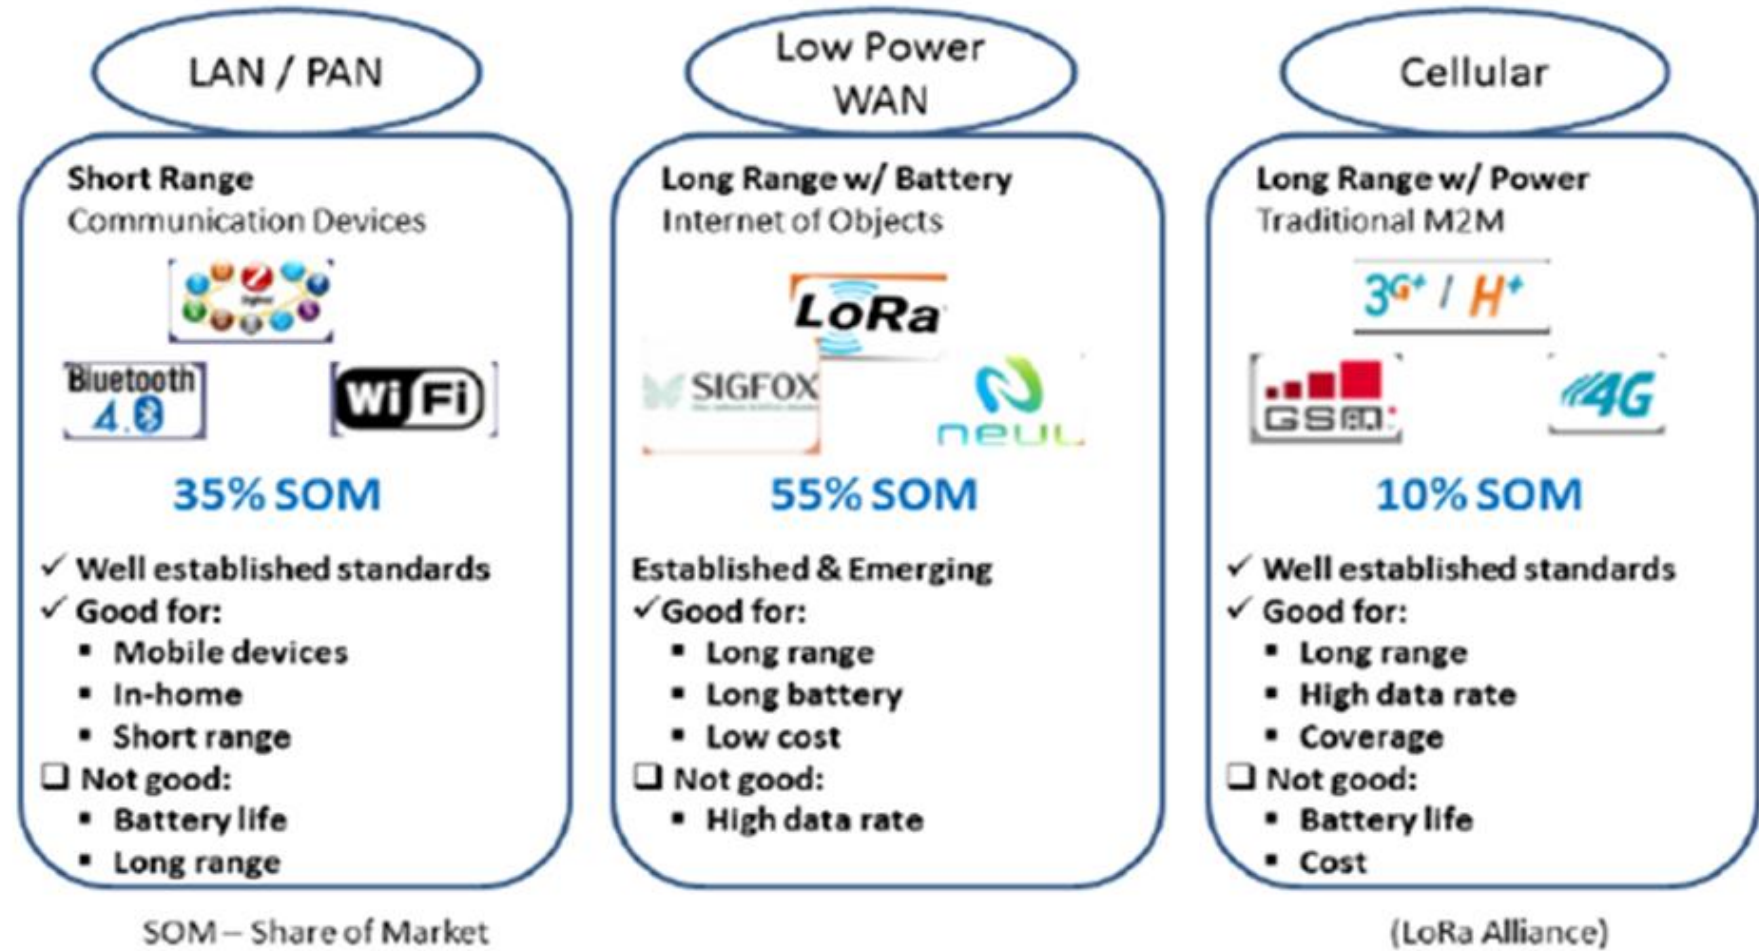 LAN / PAN
Short Range
Communication Devices
Bluetooth
4.0
Wi Fi
35% SOM
✓ Well established standards
✓ Good for:
▪ Mobile devices
▪ In-home
▪ Short range
❑ Not good:
▪ Battery life
▪ Long range
Low Power
WAN
Long Range w/ Battery
Internet of Objects
LoRa
SIGFOX
neul
55% SOM
Established & Emerging
✓Good for:
▪ Long range
▪ Long battery
▪ Low cost
❑ Not good:
▪ High data rate
Cellular
Long Range w/ Power
Traditional M2M
3G+ / H+
GSM
4G
10% SOM
✓ Well established standards
✓ Good for:
▪ Long range
▪ High data rate
▪ Coverage
❑ Not good:
▪ Battery life
▪ Cost
SOM – Share of Market
(LoRa Alliance)